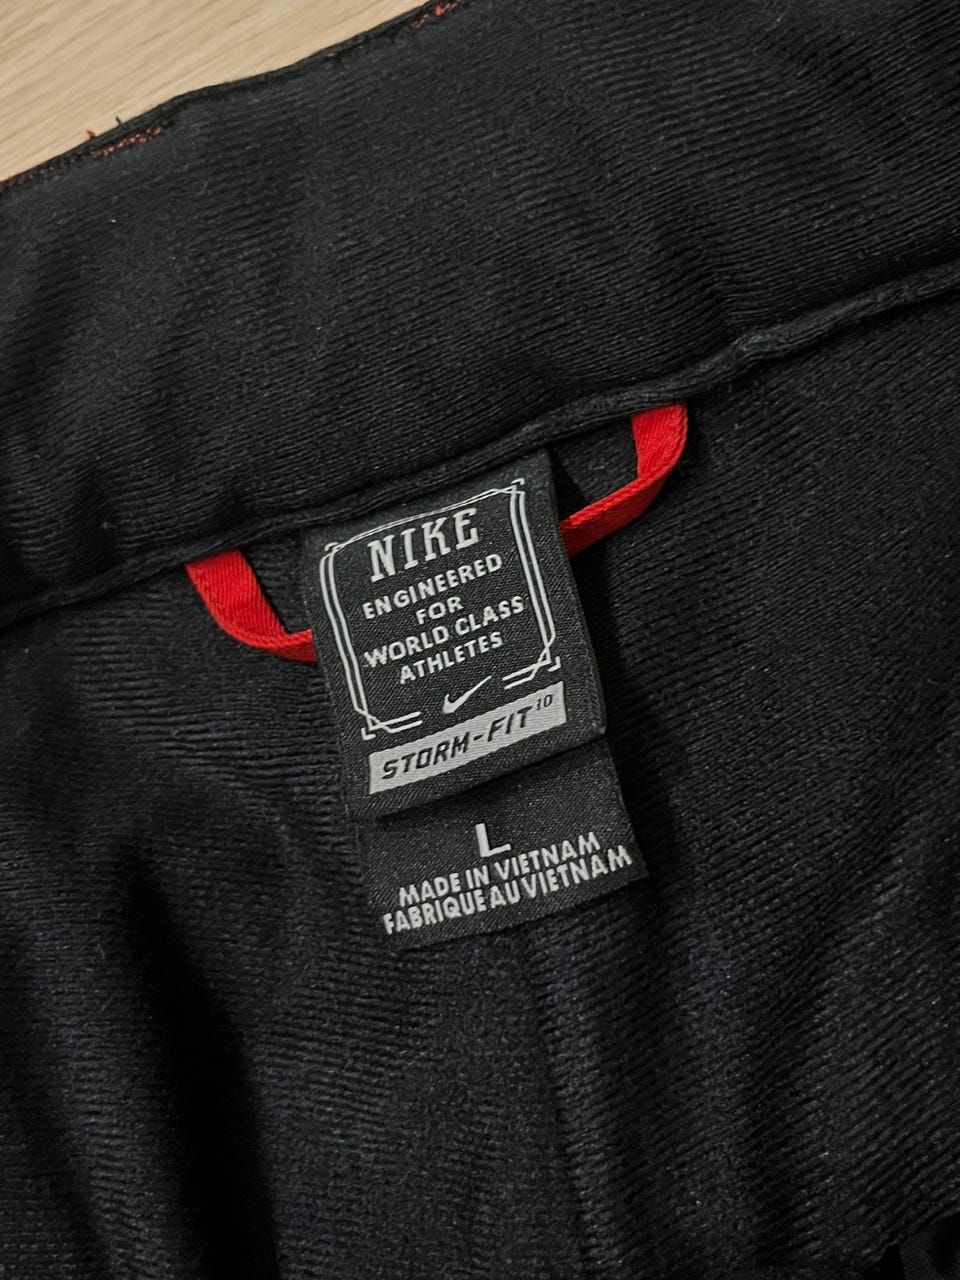 NIKE
ENGINEERED
FOR
WORLD CLASS
ATHLETES
STORM-FIT¹⁰
L
MADE IN VIETNAM
FABRIQUE AU VIETNAM